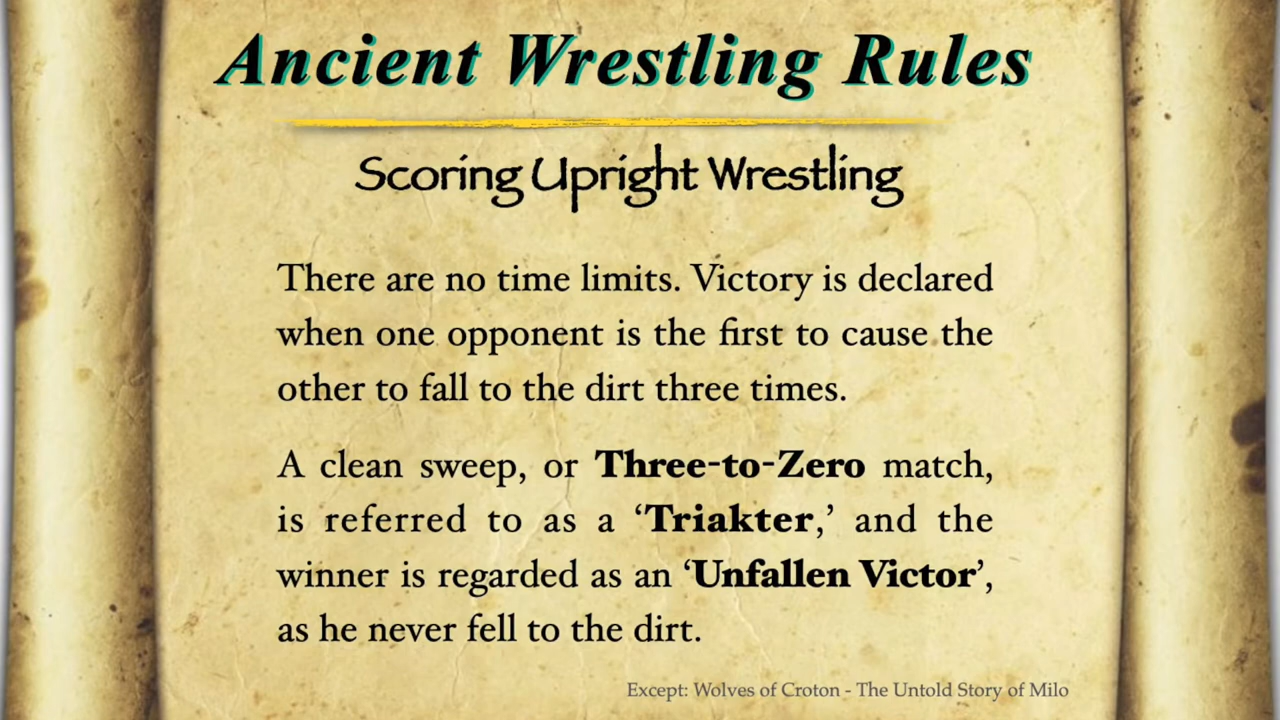 Ancient Wrestling Rules
Scoring Upright Wrestling
There are no time limits. Victory is declared
when one opponent is the first to cause the
other to fall to the dirt three times.
A clean sweep, or Three-to-Zero match,
is referred to as a ‘Triakter,’ and the
winner is regarded as an ‘Unfallen Victor’,
as he never fell to the dirt.
Except: Wolves of Croton - The Untold Story of Milo